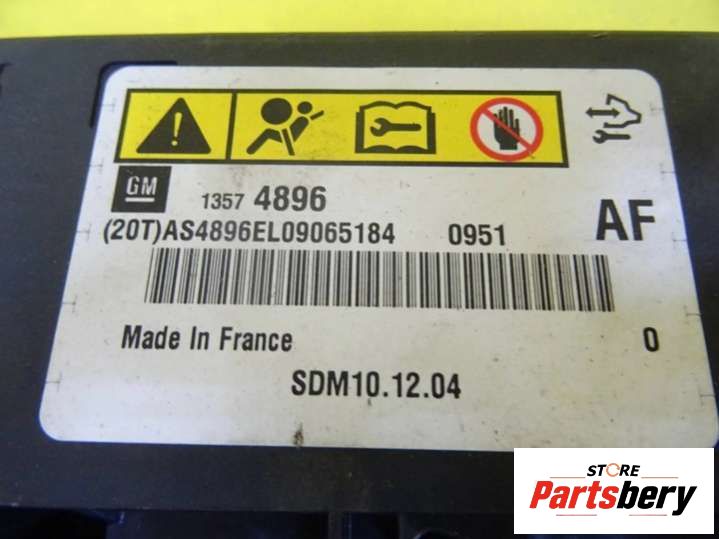 GM 1357 4896
(20T)AS4896EL09065184 0951 AF
Made In France 0
SDM10.12.04
STORE
Partsbery